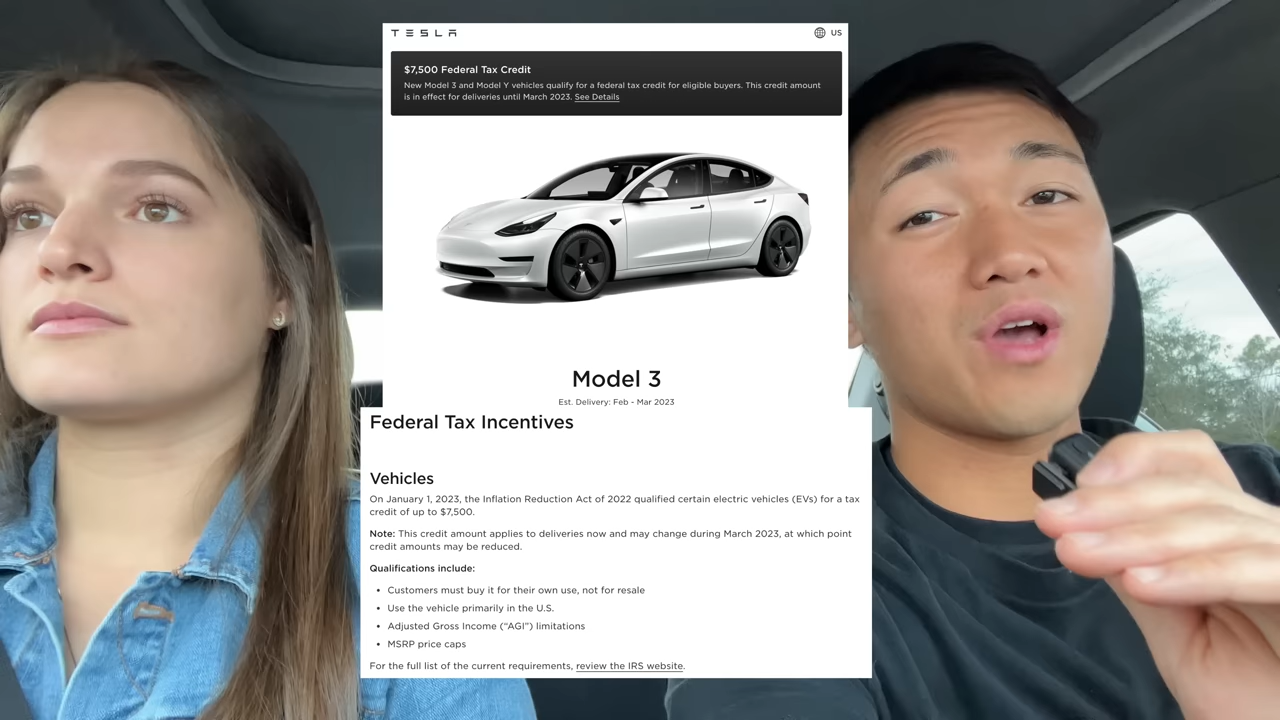 TESLA
US
$7,500 Federal Tax Credit
New Model 3 and Model Y vehicles qualify for a federal tax credit for eligible buyers. This credit amount
is in effect for deliveries until March 2023. See Details
Model 3
Est. Delivery: Feb - Mar 2023
Federal Tax Incentives
Vehicles
On January 1, 2023, the Inflation Reduction Act of 2022 qualified certain electric vehicles (EVs) for a tax
credit of up to $7,500.
Note: This credit amount applies to deliveries now and may change during March 2023, at which point
credit amounts may be reduced.
Qualifications include:
• Customers must buy it for their own use, not for resale
• Use the vehicle primarily in the U.S.
• Adjusted Gross Income (“AGI”) limitations
• MSRP price caps
For the full list of the current requirements, review the IRS website.